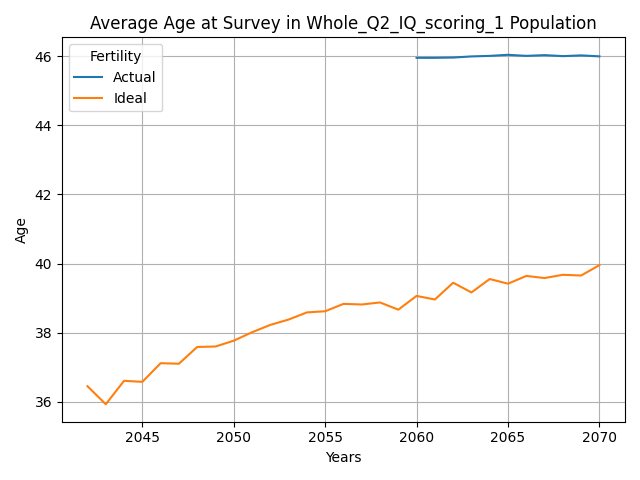 Average Age at Survey in Whole_Q2_IQ_scoring_1 Population
Fertility
Actual
Ideal
46
44
42
40
38
36
Age
2045 2050 2055 2060 2065 2070
Years